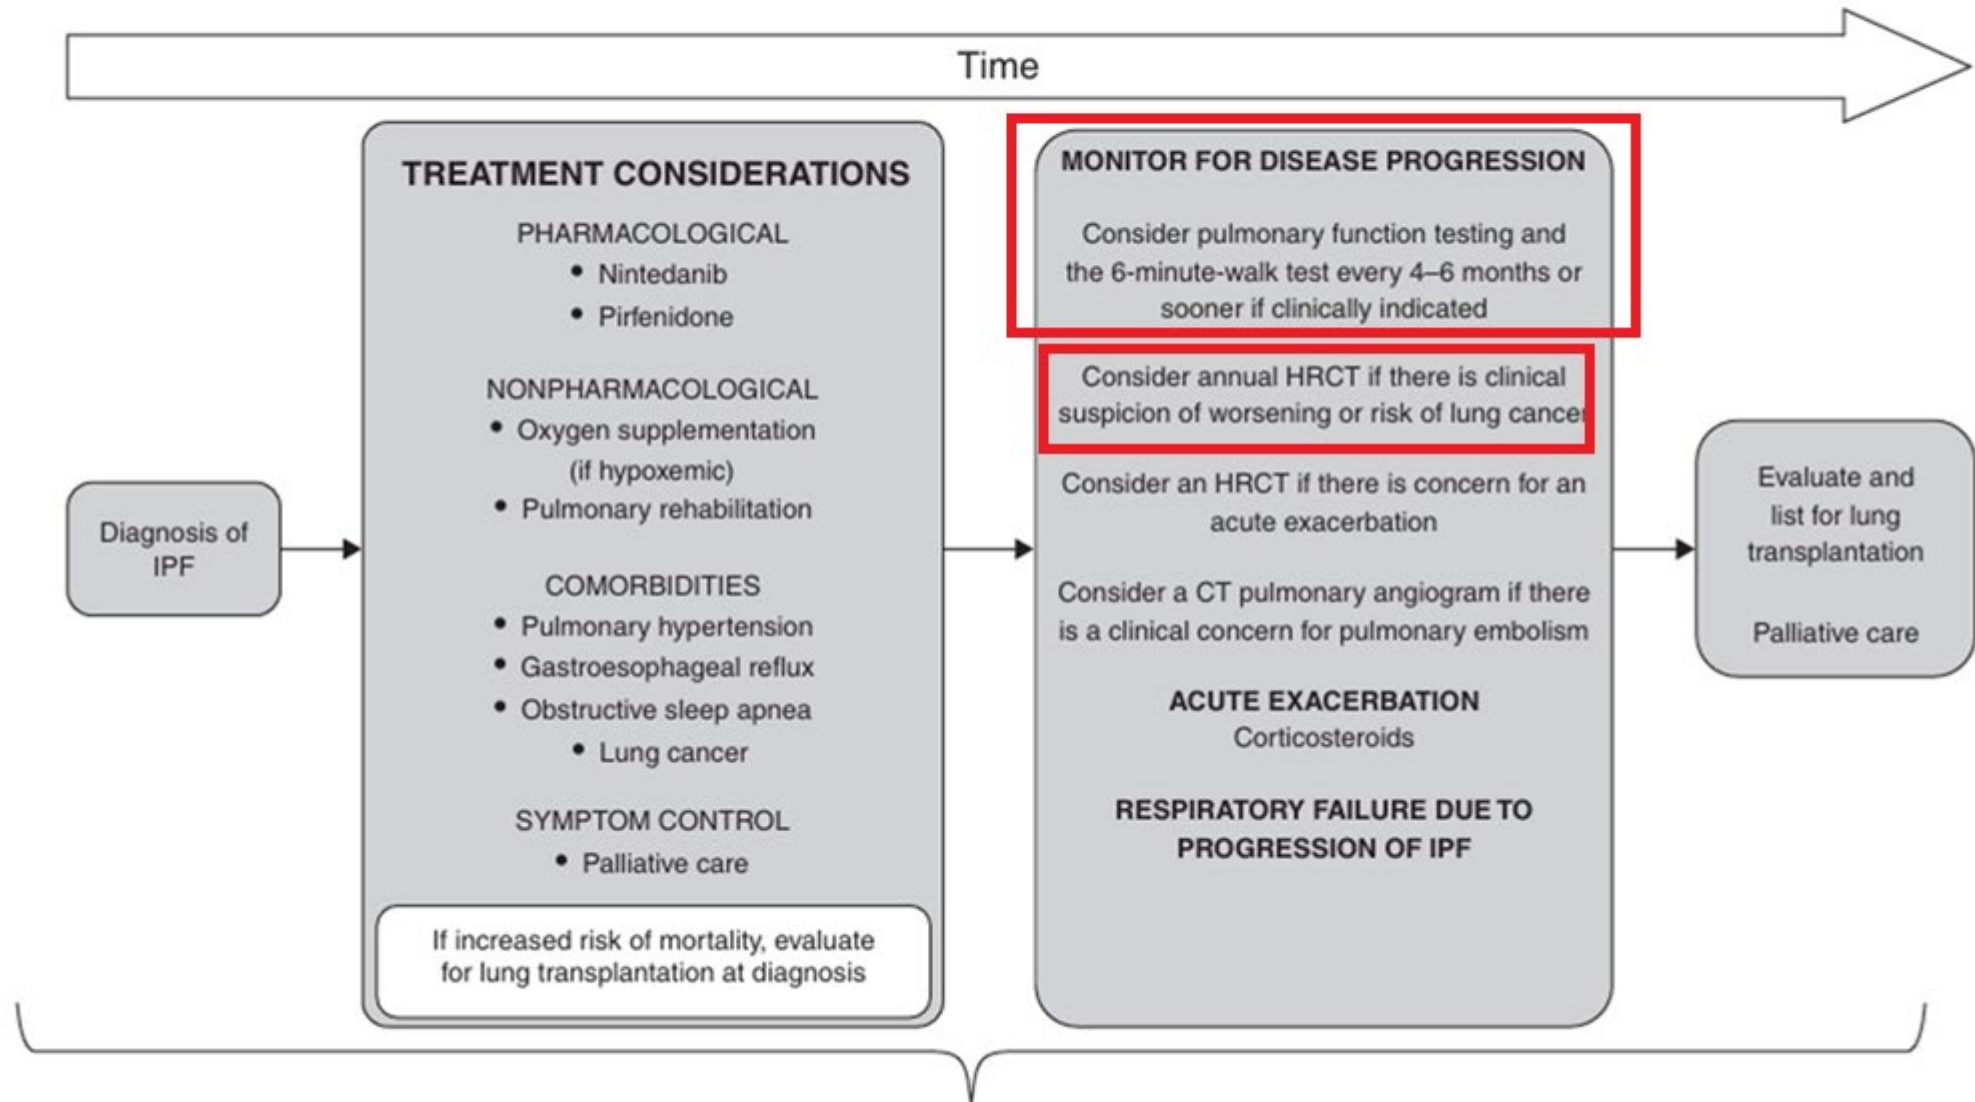 Time
Diagnosis of
IPF
TREATMENT CONSIDERATIONS
PHARMACOLOGICAL
• Nintedanib
• Pirfenidone
NONPHARMACOLOGICAL
• Oxygen supplementation
(if hypoxemic)
• Pulmonary rehabilitation
COMORBIDITIES
• Pulmonary hypertension
• Gastroesophageal reflux
• Obstructive sleep apnea
• Lung cancer
SYMPTOM CONTROL
• Palliative care
If increased risk of mortality, evaluate
for lung transplantation at diagnosis
MONITOR FOR DISEASE PROGRESSION
Consider pulmonary function testing and
the 6-minute-walk test every 4–6 months or
sooner if clinically indicated
Consider annual HRCT if there is clinical
suspicion of worsening or risk of lung cancer
Consider an HRCT if there is concern for an
acute exacerbation
Consider a CT pulmonary angiogram if there
is a clinical concern for pulmonary embolism
ACUTE EXACERBATION
Corticosteroids
RESPIRATORY FAILURE DUE TO
PROGRESSION OF IPF
Evaluate and
list for lung
transplantation
Palliative care